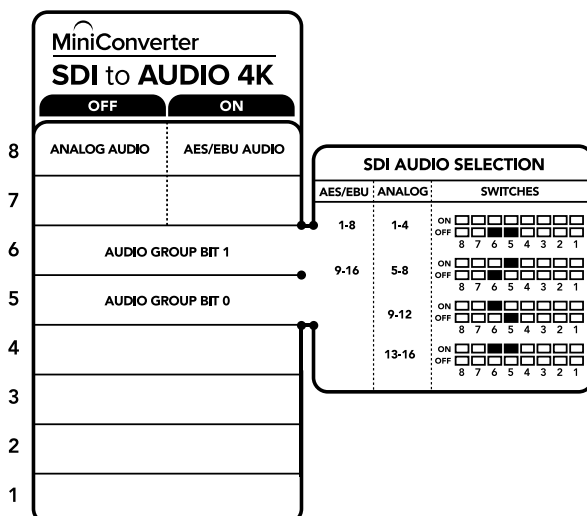 MiniConverter
SDI to AUDIO 4K
OFF ON
8 ANALOG AUDIO AES/EBU AUDIO
7
6 AUDIO GROUP BIT 1
5 AUDIO GROUP BIT 0
4
3
2
1
SDI AUDIO SELECTION
AES/EBU ANALOG SWITCHES
1-8 1-4 ON
OFF
8 7 6 5 4 3 2 1
9-16 5-8 ON
OFF
8 7 6 5 4 3 2 1
9-12 ON
OFF
8 7 6 5 4 3 2 1
13-16 ON
OFF
8 7 6 5 4 3 2 1